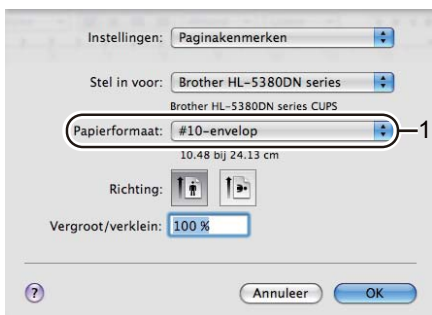 Instellingen: Paginakenmerken
Stel in voor: Brother HL-5380DN series
Brother HL-5380DN series CUPS
Papierformaat: #10-envelop 1
10.48 bij 24.13 cm
Richting:
Vergroot/verklein: 100 %
? Annuleer OK